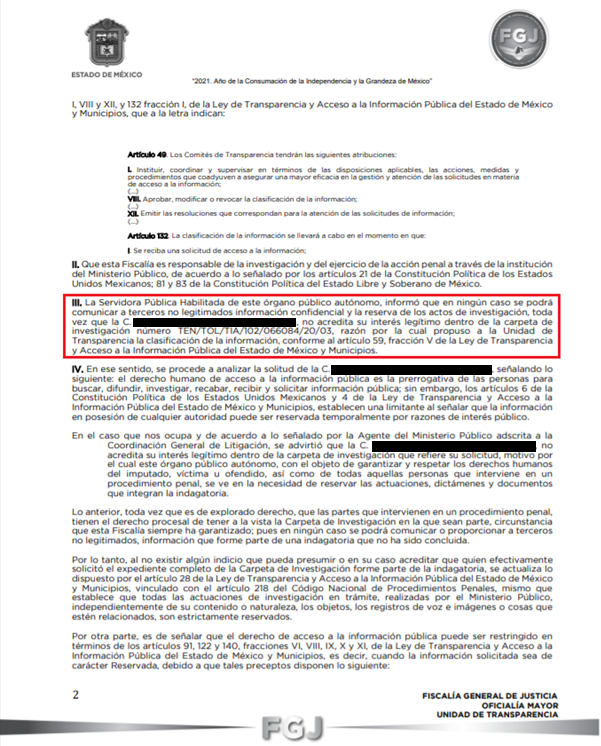 FGJ
ESTADO DE MÉXICO
"2021. Año de la Consumación de la Independencia y la Grandeza de México"
I, VIII y XII, y 132 fracción I, de la Ley de Transparencia y Acceso a la Información Pública del Estado de México
y Municipios, que a la letra indican:
Artículo 49. Los Comités de Transparencia tendrán las siguientes atribuciones:
I. Instituir, coordinar y supervisar en términos de las disposiciones aplicables, las acciones, medidas y
procedimientos que coadyuven a asegurar una mayor eficacia en la gestión y atención de las solicitudes en materia
de acceso a la información;
(...)
VIII. Aprobar, modificar o revocar la clasificación de la información;
(...)
XII. Emitir las resoluciones que correspondan para la atención de las solicitudes de información;
(...)
Artículo 132. La clasificación de la información se llevará a cabo en el momento en que:
I. Se reciba una solicitud de acceso a la información;
II. Que esta Fiscalía es responsable de la investigación y del ejercicio de la acción penal a través de la institución
del Ministerio Público, de acuerdo a lo señalado por los artículos 21 de la Constitución Política de los Estados
Unidos Mexicanos; 81 y 83 de la Constitución Política del Estado Libre y Soberano de México.
III. La Servidora Pública Habilitada de este órgano público autónomo, informó que en ningún caso se podrá
comunicar a terceros no legitimados información confidencial y la reserva de los actos de investigación, toda
vez que la C. , no acredita su interés legítimo dentro de la carpeta de
investigación número TEN/TOL/TIA/102/066084/20/03, razón por la cual propuso a la Unidad de
Transparencia la clasificación de la información, conforme al artículo 59, fracción V de la Ley de Transparencia
y Acceso a la Información Pública del Estado de México y Municipios.
IV. En ese sentido, se procede a analizar la solitud de la C. , señalando lo
siguiente: el derecho humano de acceso a la información pública es la prerrogativa de las personas para
buscar, difundir, investigar, recabar, recibir y solicitar información pública; sin embargo, los artículos 6 de la
Constitución Política de los Estados Unidos Mexicanos y 4 de la Ley de Transparencia y Acceso a la
Información Pública del Estado de México y Municipios, establecen una limitante al señalar que la información
en posesión de cualquier autoridad puede ser reservada temporalmente por razones de interés público.
En el caso que nos ocupa y de acuerdo a lo señalado por la Agente del Ministerio Público adscrita a la
Coordinación General de Litigación, se advirtió que la C. , no
acredita su interés legítimo dentro de la carpeta de investigación que refiere su solicitud, motivo por
el cual este órgano público autónomo, con el objeto de garantizar y respetar los derechos humanos
del imputado, víctima u ofendido, así como de todas aquellas personas que interviene en un
procedimiento penal, se ve en la necesidad de reservar las actuaciones, dictámenes y documentos
que integran la indagatoria.
Lo anterior, toda vez que es de explorado derecho, que las partes que intervienen en un procedimiento penal,
tienen el derecho procesal de tener a la vista la Carpeta de Investigación en la que sean parte, circunstancia
que esta Fiscalía siempre ha garantizado; pues en ningún caso se podrá comunicar o proporcionar a terceros
no legitimados, información que forme parte de una indagatoria que no ha sido concluida.
Por lo tanto, al no existir algún indicio que pueda presumir o en su caso acreditar que quien efectivamente
solicitó el expediente completo de la Carpeta de Investigación forme parte de la indagatoria, se actualiza lo
dispuesto por el artículo 28 de la Ley de Transparencia y Acceso a la Información Pública del Estado de México
y Municipios, vinculado con el artículo 218 del Código Nacional de Procedimientos Penales, mismo que
establece que todas las actuaciones de investigación en trámite, realizadas por el Ministerio Público,
independientemente de su contenido o naturaleza, los objetos, los registros de voz e imágenes o cosas que
estén relacionados, son estrictamente reservados.
Por otra parte, es de señalar que el derecho de acceso a la información pública puede ser restringido en
términos de los artículos 91, 122 y 140, fracciones VI, VIII, IX, X y XI, de la Ley de Transparencia y Acceso a la
Información Pública del Estado de México y Municipios, es decir, cuando la información solicitada sea de
carácter Reservada, debido a que tales preceptos disponen lo siguiente:
2
FISCALÍA GENERAL DE JUSTICIA
OFICIALÍA MAYOR
UNIDAD DE TRANSPARENCIA
FGJ